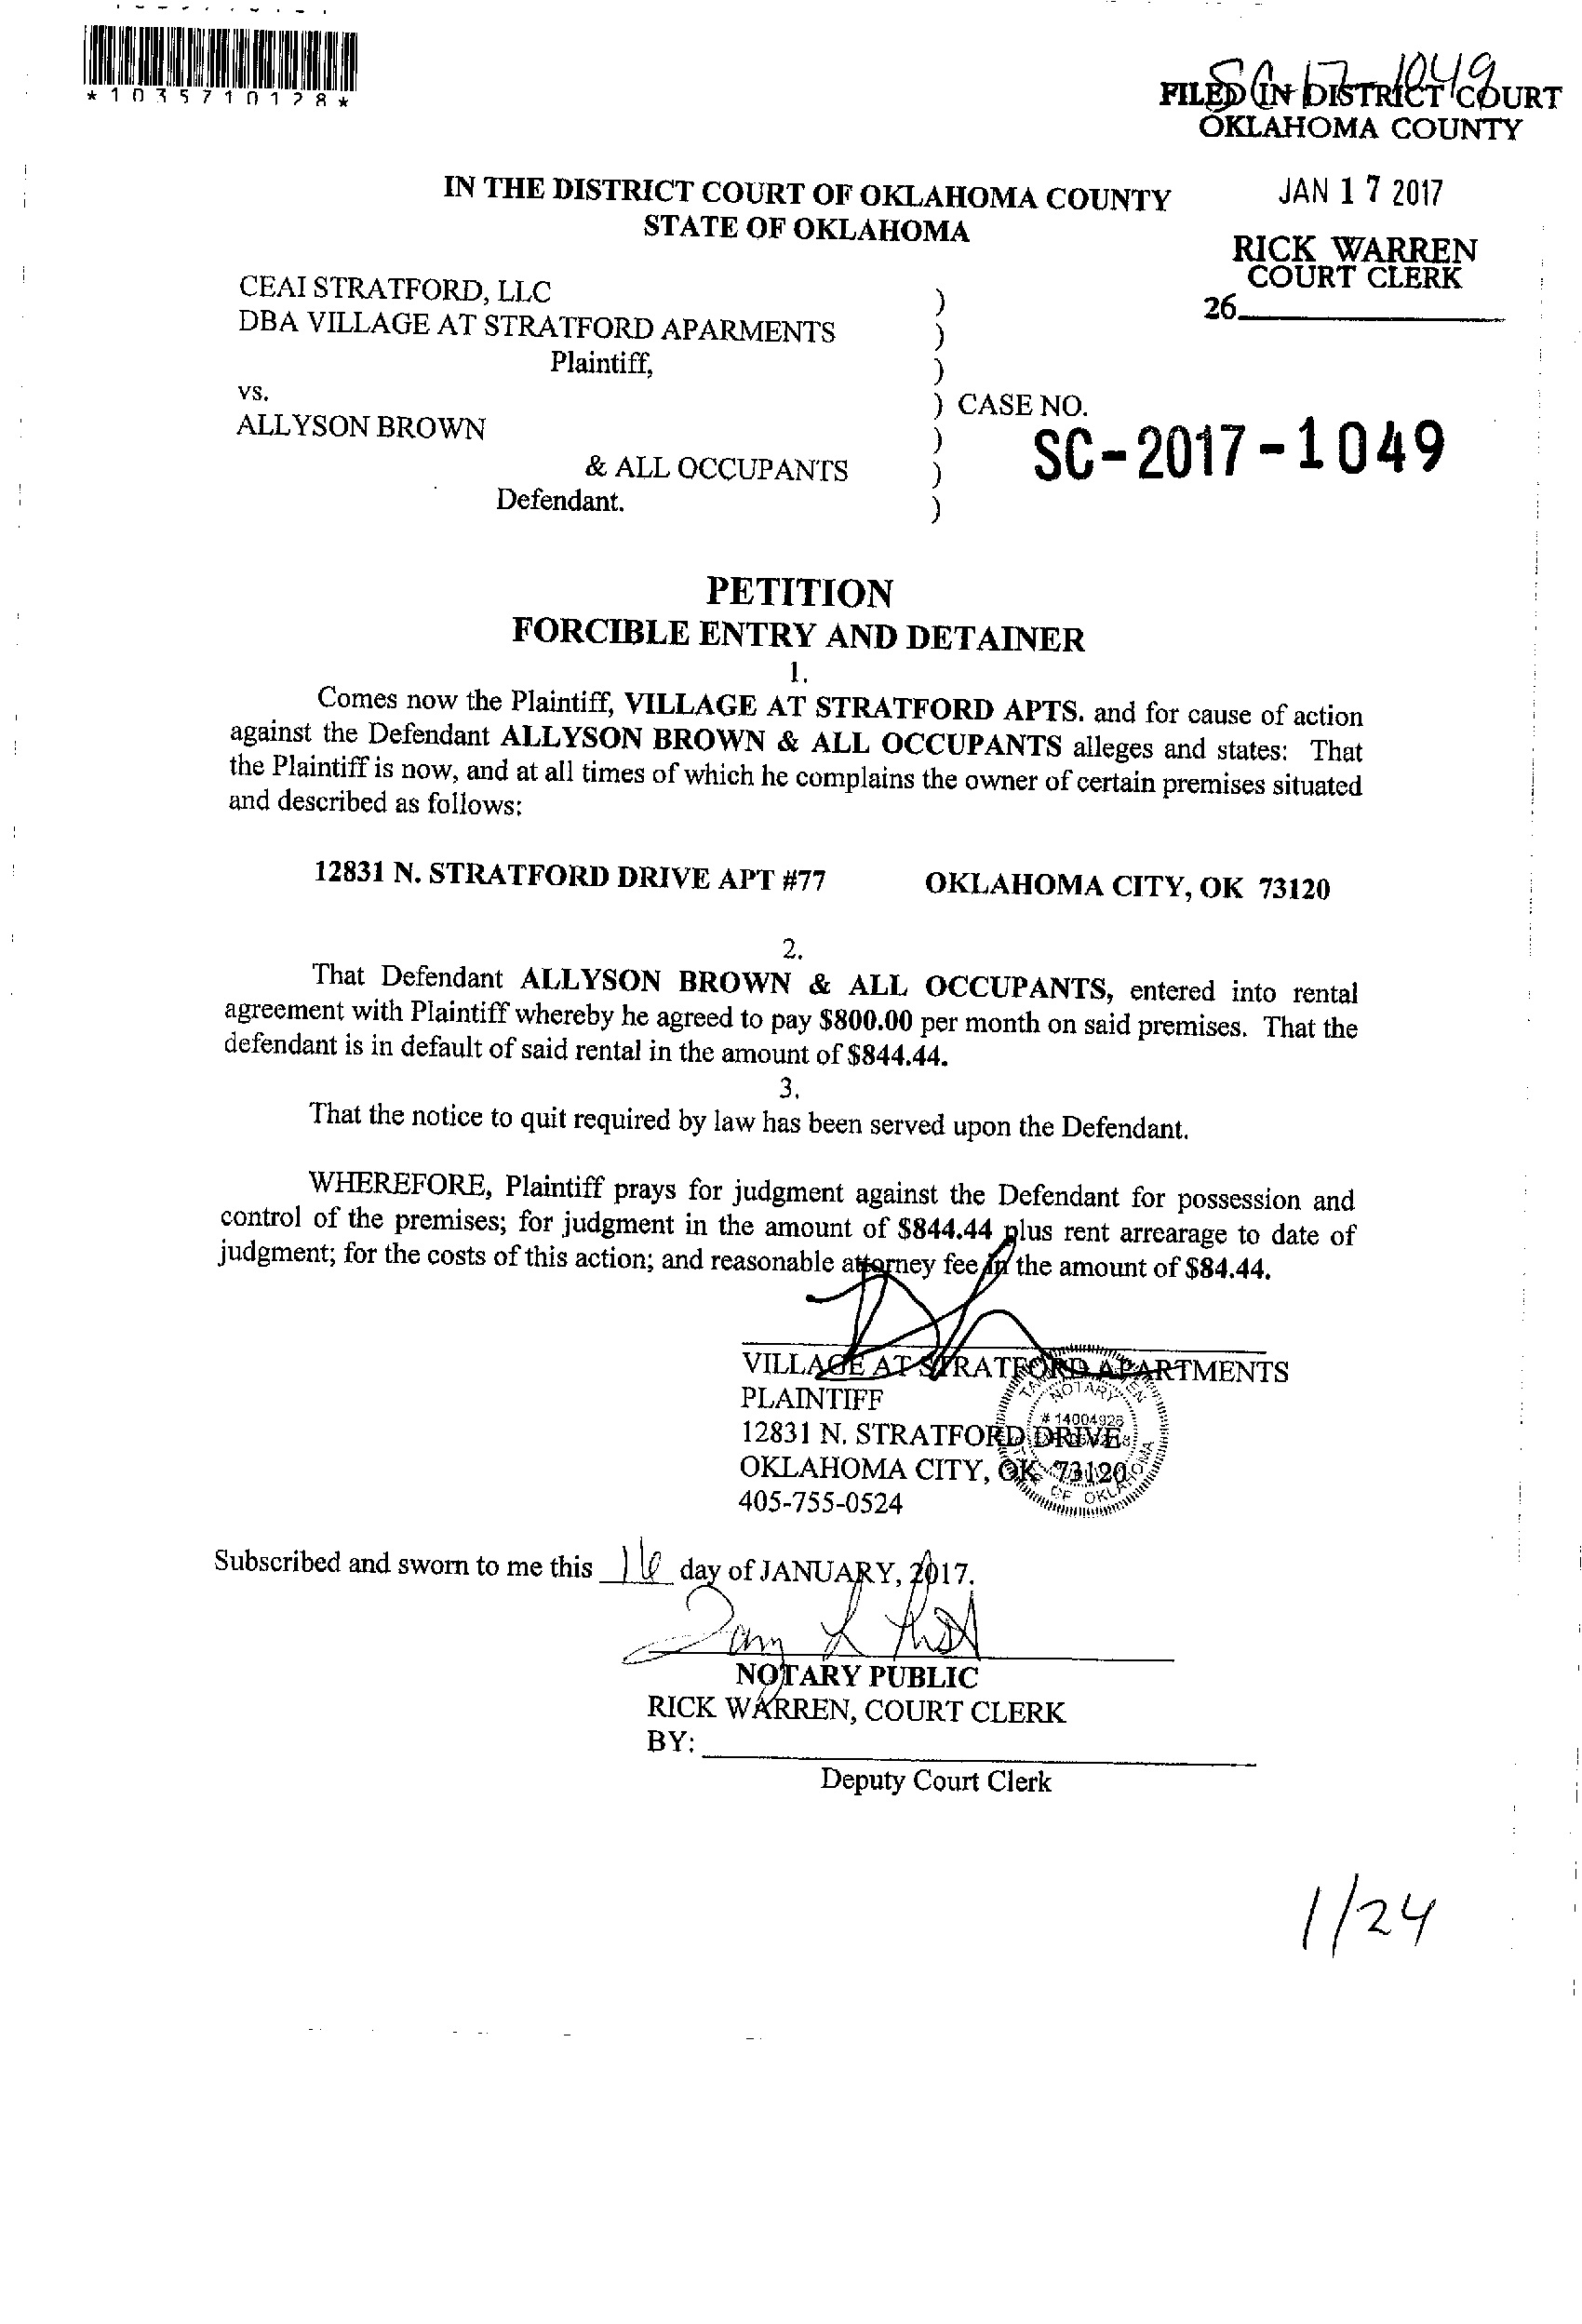 *1035710128*
SC-17-1049
FILED IN DISTRICT COURT
OKLAHOMA COUNTY
JAN 17 2017
RICK WARREN
COURT CLERK
26
IN THE DISTRICT COURT OF OKLAHOMA COUNTY
STATE OF OKLAHOMA
CEAI STRATFORD, LLC )
DBA VILLAGE AT STRATFORD APARMENTS )
Plaintiff, )
vs. ) CASE NO.
ALLYSON BROWN ) SC-2017-1049
& ALL OCCUPANTS )
Defendant. )
PETITION
FORCIBLE ENTRY AND DETAINER
1.
Comes now the Plaintiff, VILLAGE AT STRATFORD APTS. and for cause of action
against the Defendant ALLYSON BROWN & ALL OCCUPANTS alleges and states: That
the Plaintiff is now, and at all times of which he complains the owner of certain premises situated
and described as follows:
12831 N. STRATFORD DRIVE APT #77 OKLAHOMA CITY, OK 73120
2.
That Defendant ALLYSON BROWN & ALL OCCUPANTS, entered into rental
agreement with Plaintiff whereby he agreed to pay $800.00 per month on said premises. That the
defendant is in default of said rental in the amount of $844.44.
3.
That the notice to quit required by law has been served upon the Defendant.
WHEREFORE, Plaintiff prays for judgment against the Defendant for possession and
control of the premises; for judgment in the amount of $844.44 plus rent arrearage to date of
judgment; for the costs of this action; and reasonable attorney fee in the amount of $84.44.
VILLAGE AT STRATFORD APARTMENTS
PLAINTIFF
12831 N. STRATFORD DRIVE
OKLAHOMA CITY, OK 73120
405-755-0524
NOTARY
# 14004928
OF OKLAHOMA
Subscribed and sworn to me this 16 day of JANUARY, 2017.
NOTARY PUBLIC
RICK WARREN, COURT CLERK
BY:
Deputy Court Clerk
1/24